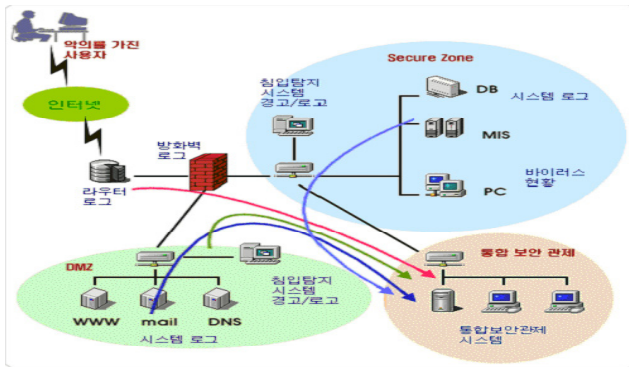 악의를 가진
사용자
인터넷
라우터
로그
방화벽
로그
Secure Zone
침입탐지
시스템
경고/로고
DB
시스템 로그
MIS
PC
바이러스
현황
DMZ
침입탐지
시스템
경고/로고
WWW
mail
DNS
시스템 로그
통합 보안 관제
통합보안관제
시스템